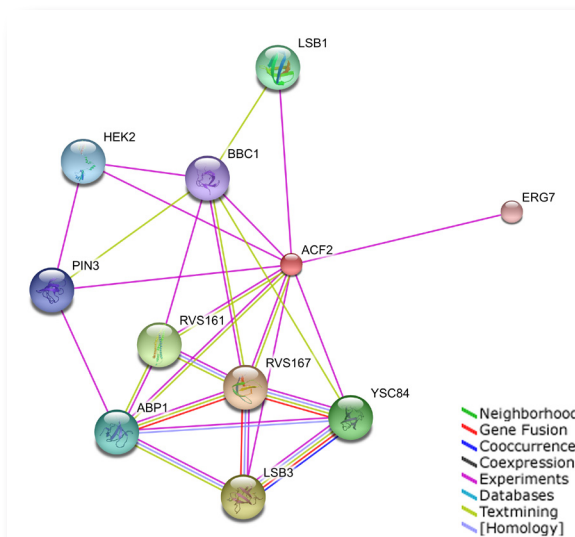 LSB1
HEK2
BBC1
ERG7
ACF2
PIN3
RVS161
RVS167
YSC84
ABP1
LSB3
Neighborhood
Gene Fusion
Cooccurrence
Coexpression
Experiments
Databases
Textmining
[Homology]